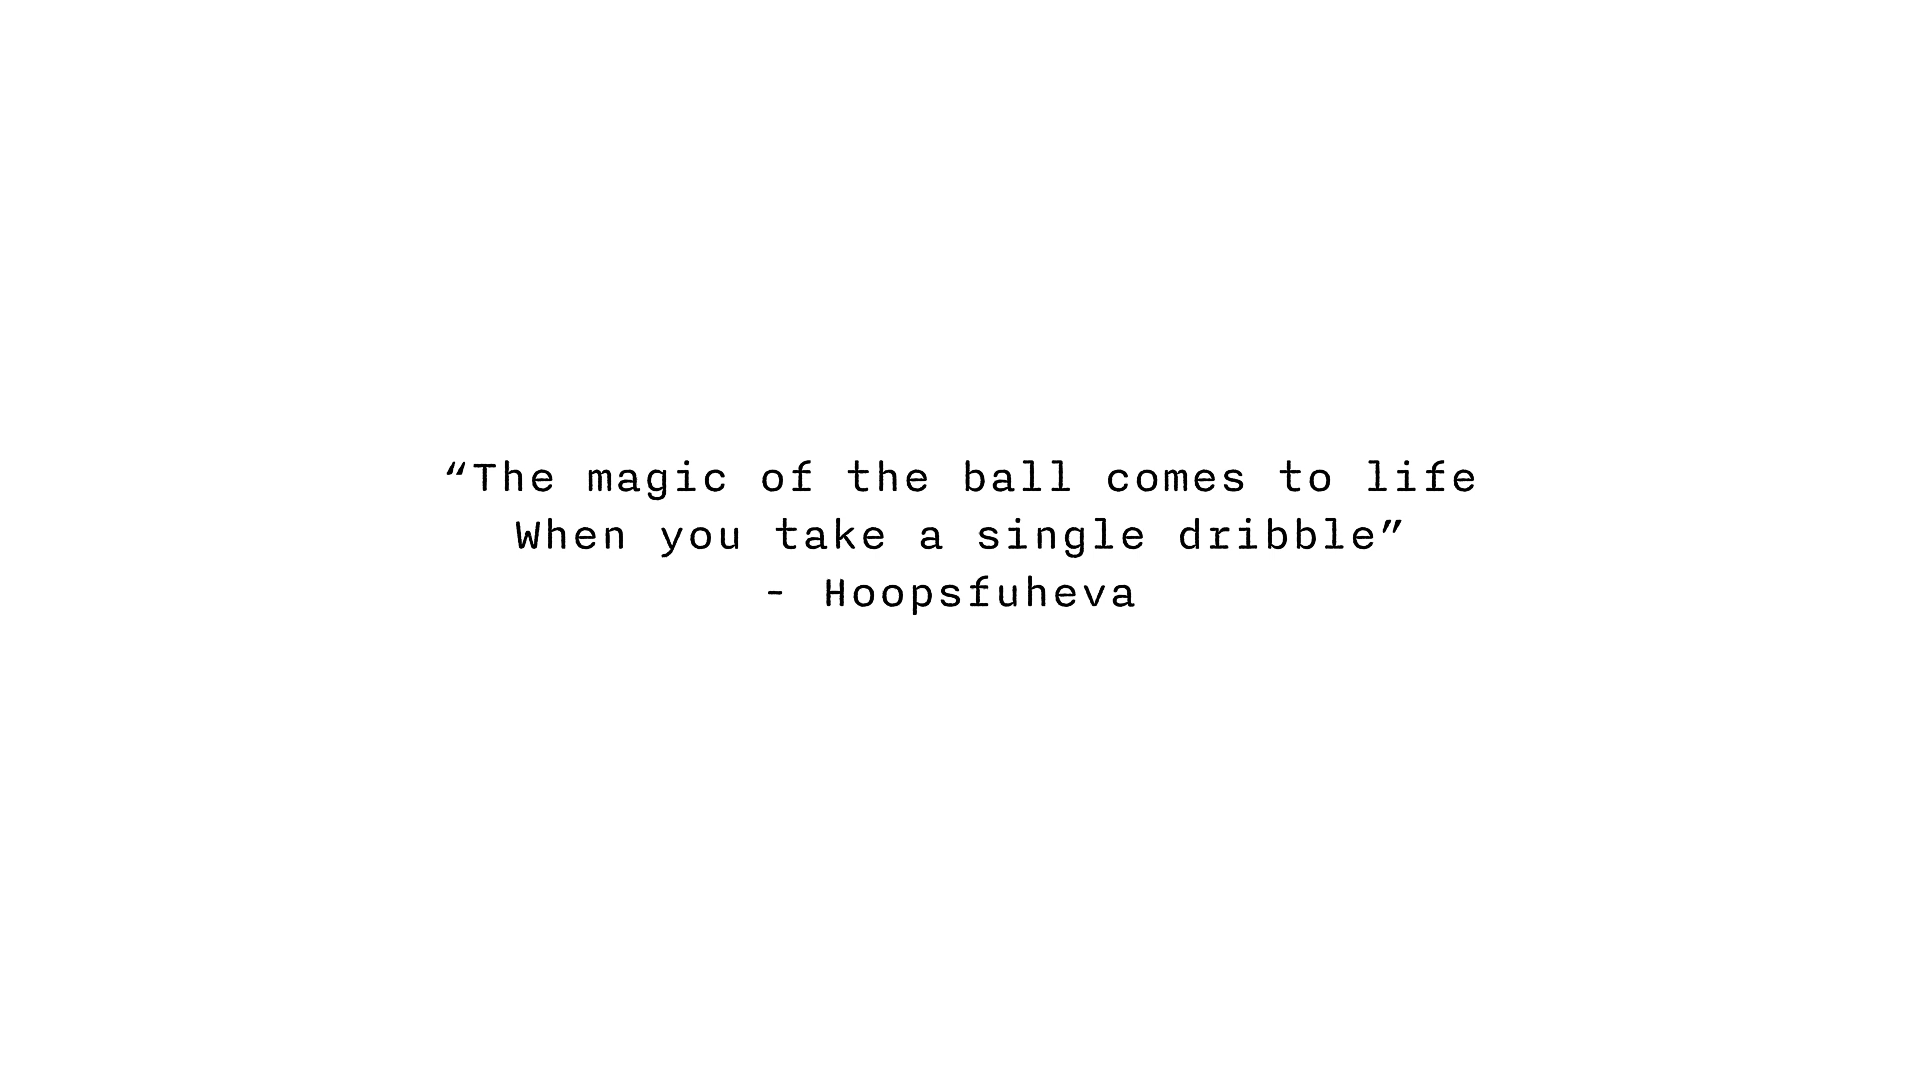 “The magic of the ball comes to life
When you take a single dribble”
- Hoopsfuheva